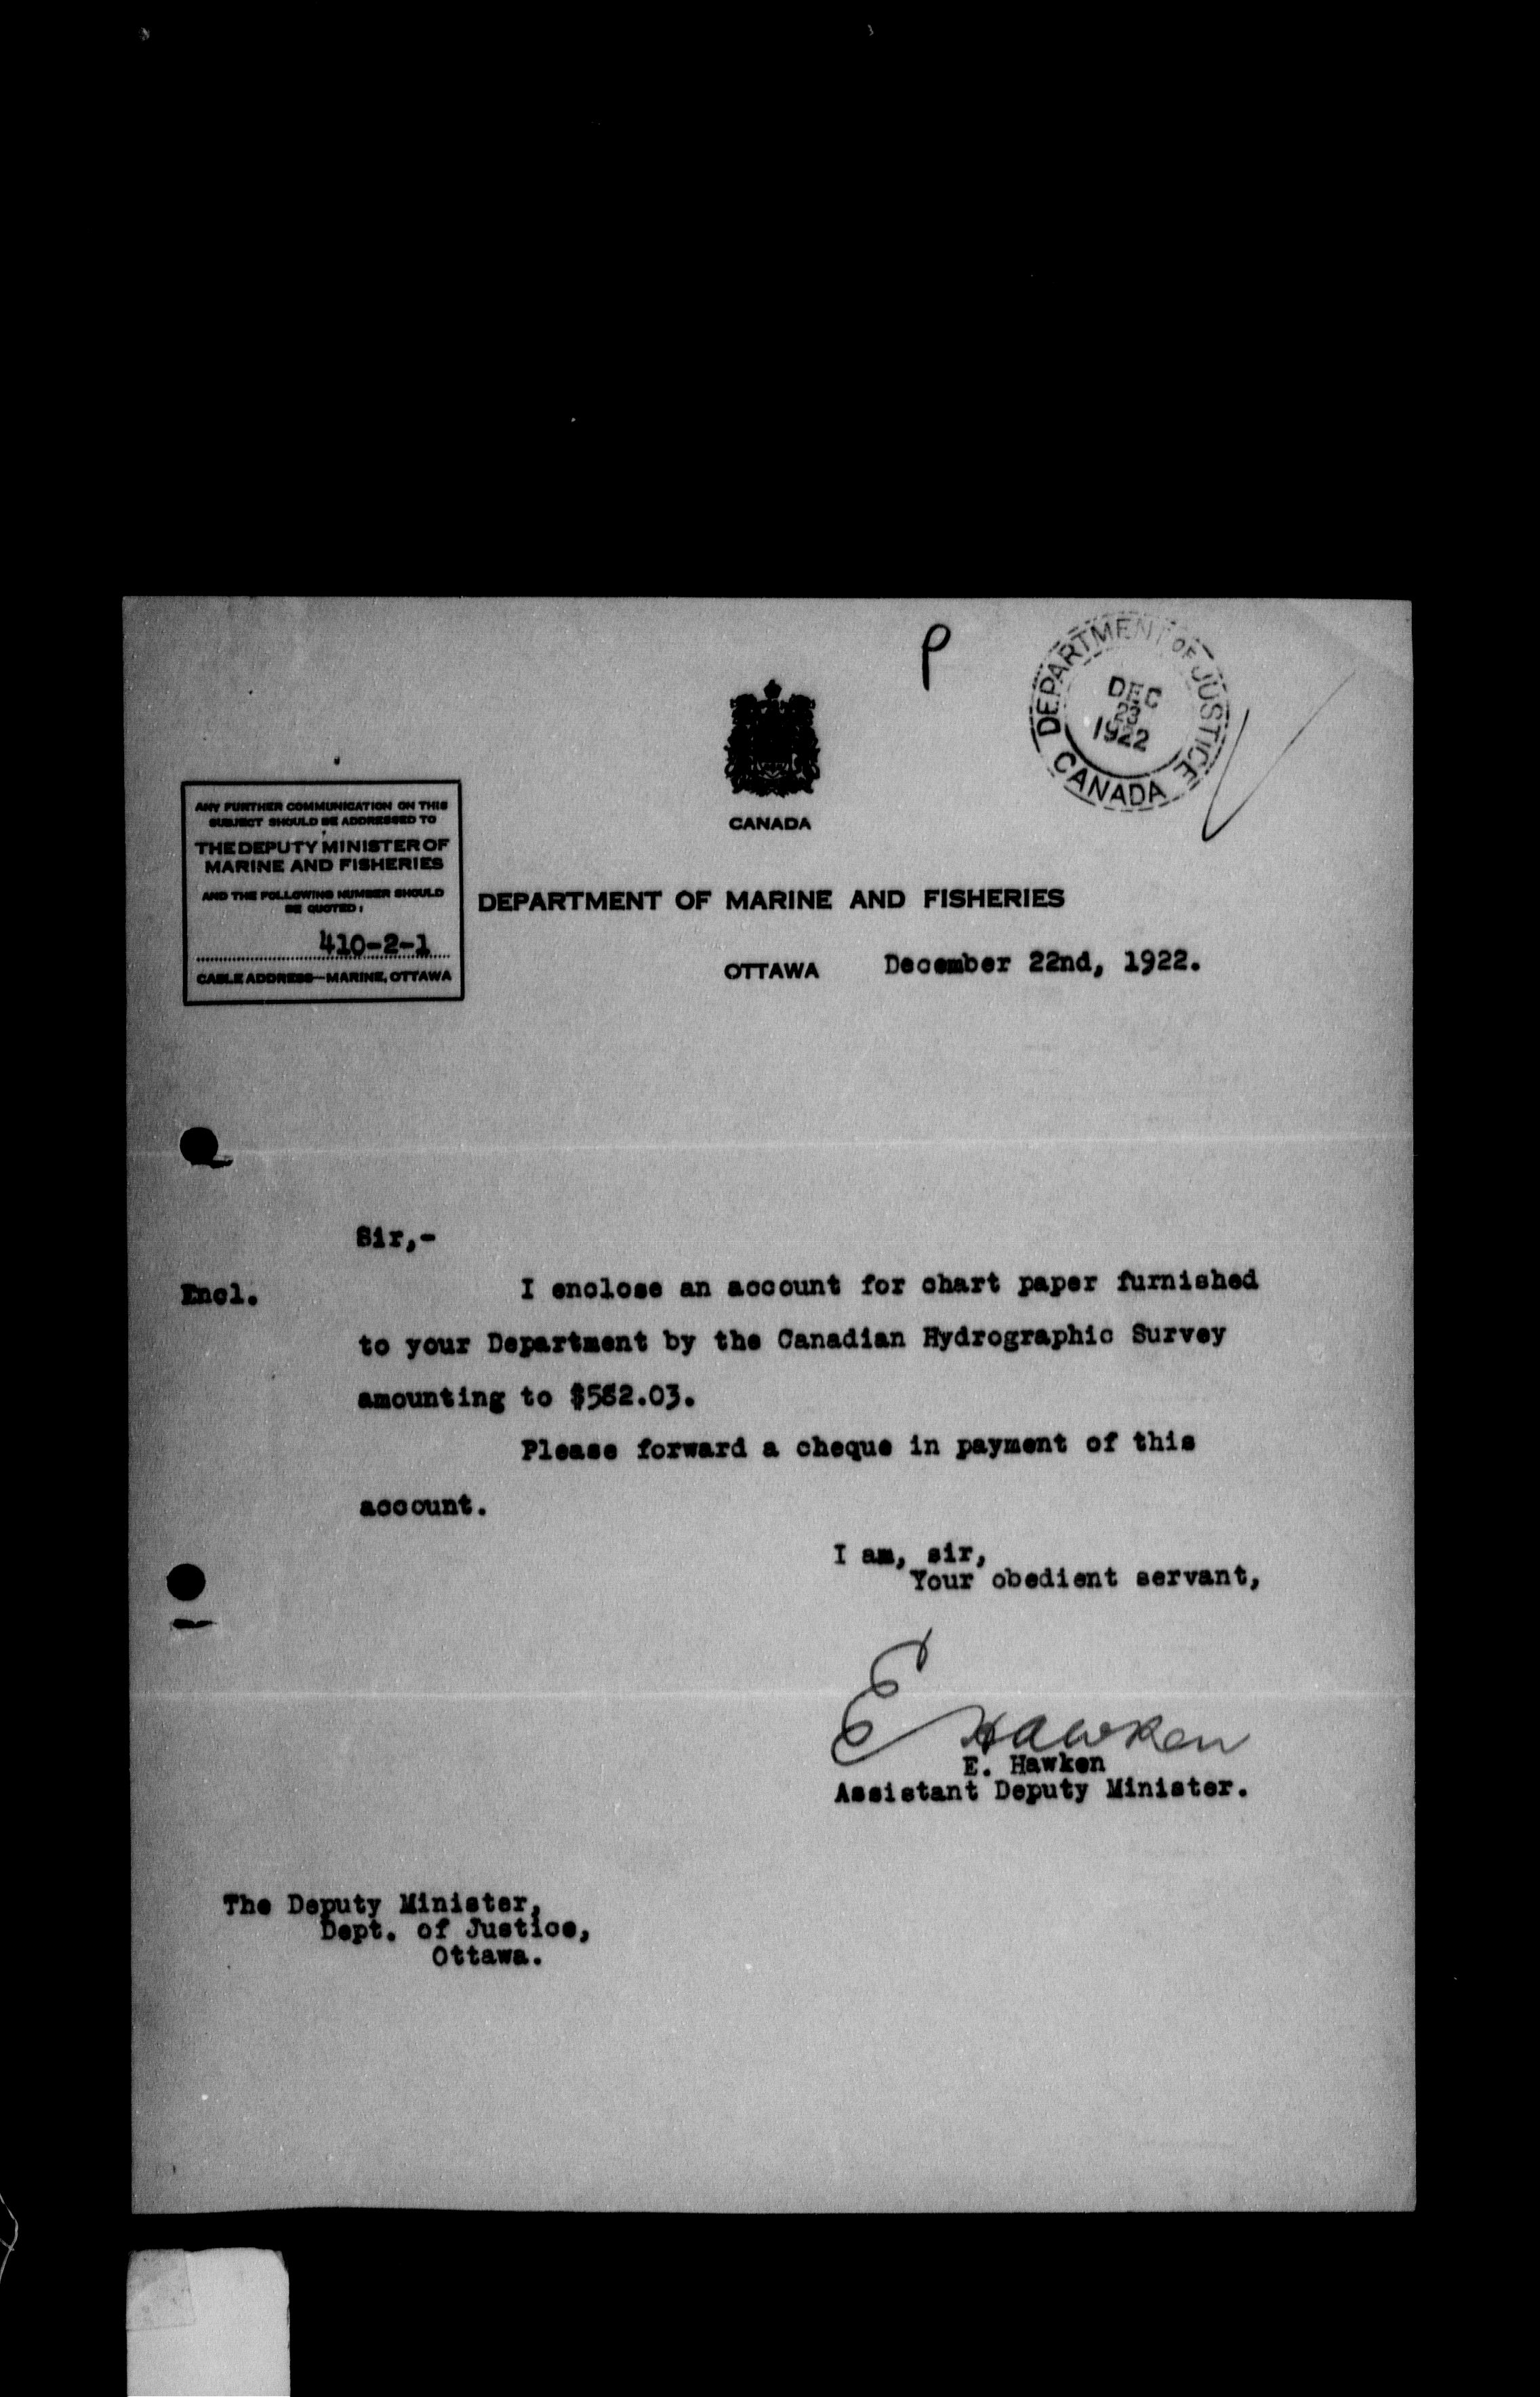 P
DEPARTMENT OF JUSTICE
DEC
23
1922
CANADA
CANADA
ANY FURTHER COMMUNICATION ON THIS
SUBJECT SHOULD BE ADDRESSED TO
THE DEPUTY MINISTER OF
MARINE AND FISHERIES
AND THE FOLLOWING NUMBER SHOULD
BE QUOTED:
410-2-1
CABLE ADDRESS—MARINE, OTTAWA
DEPARTMENT OF MARINE AND FISHERIES
OTTAWA December 22nd, 1922.
Sir,-
Encl. I enclose an account for chart paper furnished
to your Department by the Canadian Hydrographic Survey
amounting to $582.03.
Please forward a cheque in payment of this
account.
I am, sir,
Your obedient servant,
E Hawken
E. Hawken
Assistant Deputy Minister.
The Deputy Minister,
Dept. of Justice,
Ottawa.